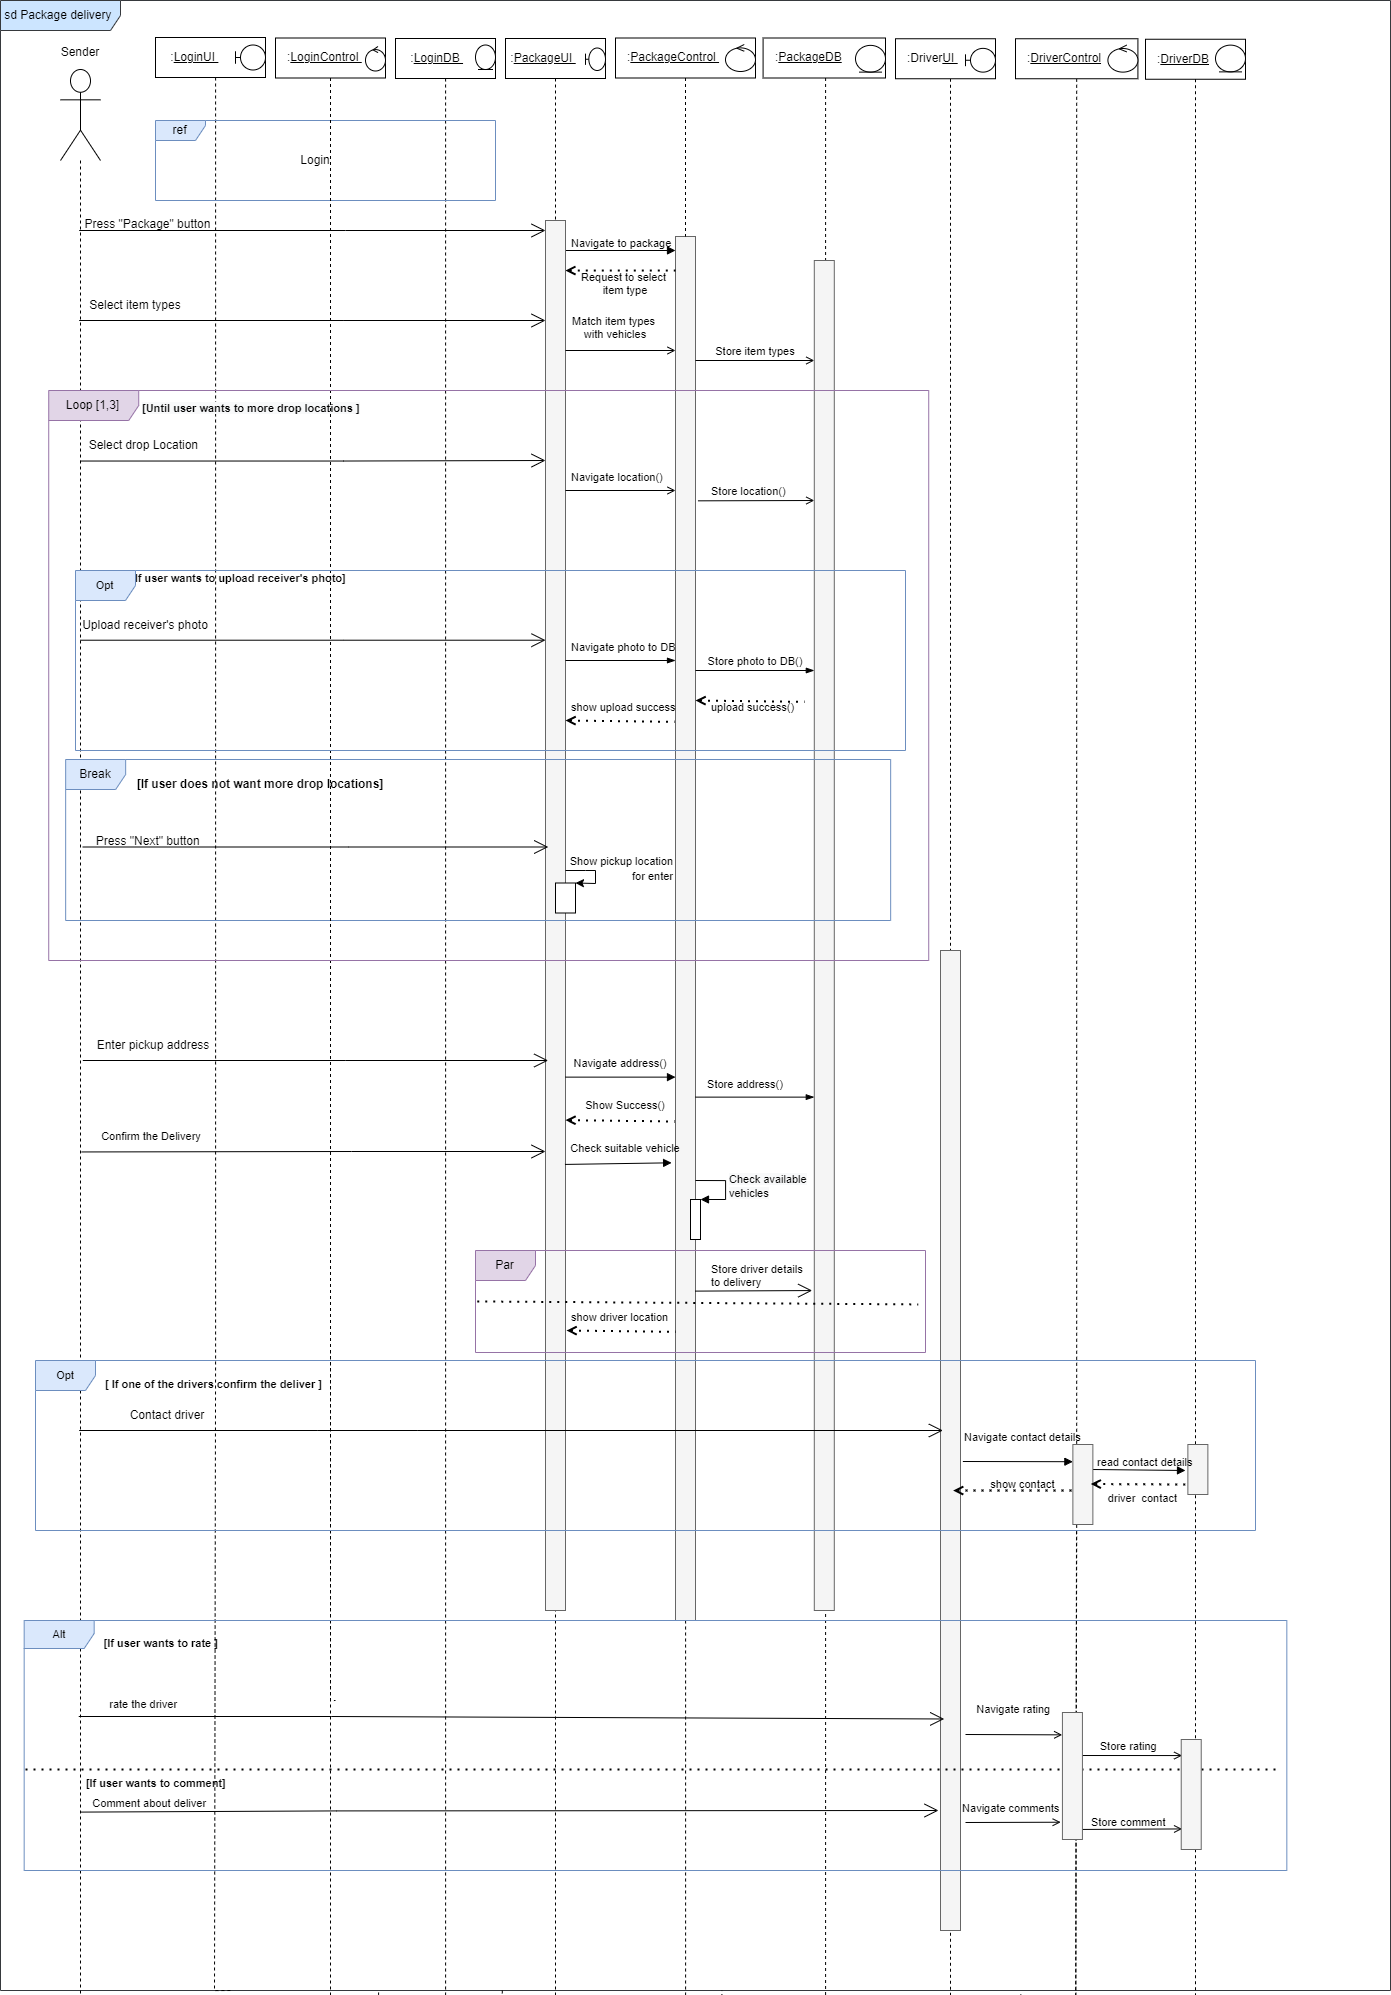 sd Package delivery
Sender
:LoginUI
:LoginControl
:LoginDB
:PackageUI
:PackageControl
:PackageDB
:DriverUI
:DriverControl
:DriverDB
ref
Login
Press "Package" button
Navigate to package
Request to select
item type
Select item types
Match item types
with vehicles
Store item types
Loop [1,3]
[Until user wants to more drop locations ]
Select drop Location
Navigate location()
Store location()
Opt
If user wants to upload receiver's photo]
Upload receiver's photo
Navigate photo to DB
Store photo to DB()
show upload success
upload success()
Break
[If user does not want more drop locations]
Press "Next" button
Show pickup location
for enter
Enter pickup address
Navigate address()
Store address()
Show Success()
Confirm the Delivery
Check suitable vehicle
Check available
vehicles
Par
Store driver details
to delivery
show driver location
Opt
[ If one of the drivers confirm the deliver ]
Contact driver
Navigate contact details
read contact details
show contact
driver contact
Alt
[If user wants to rate ]
rate the driver
Navigate rating
Store rating
[If user wants to comment]
Comment about deliver
Navigate comments
Store comment